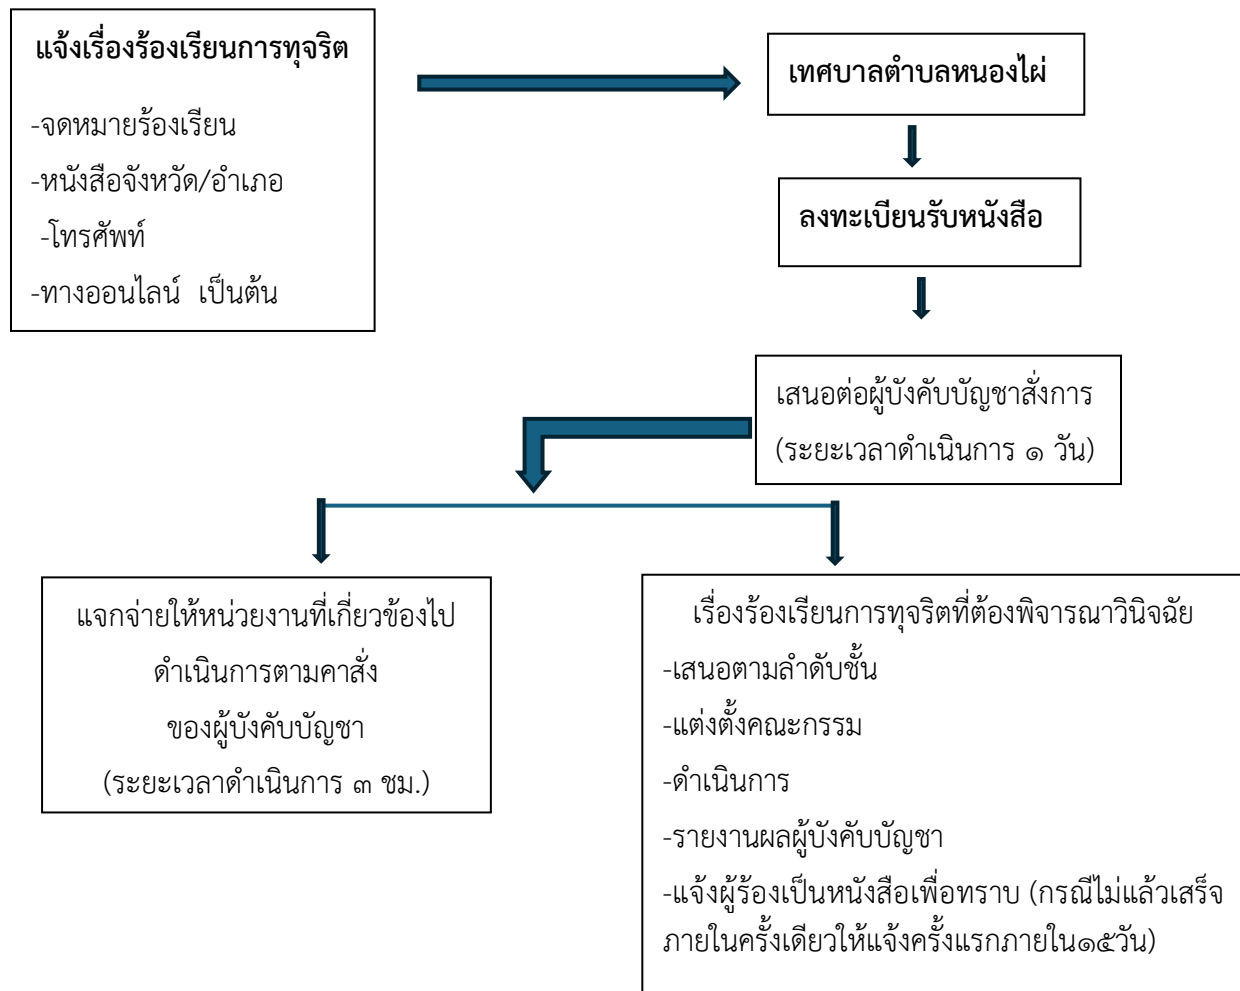 แจ้งเรื่องร้องเรียนการทุจริต
-จดหมายร้องเรียน
-หนังสือจังหวัด/อำเภอ
-โทรศัพท์
-ทางออนไลน์ เป็นต้น
เทศบาลตำบลหนองไผ่
ลงทะเบียนรับหนังสือ
เสนอต่อผู้บังคับบัญชาสั่งการ
(ระยะเวลาดำเนินการ ๑ วัน)
แจกจ่ายให้หน่วยงานที่เกี่ยวข้องไป
ดำเนินการตามคาสั่ง
ของผู้บังคับบัญชา
(ระยะเวลาดำเนินการ ๓ ชม.)
เรื่องร้องเรียนการทุจริตที่ต้องพิจารณาวินิจฉัย
-เสนอตามลำดับชั้น
-แต่งตั้งคณะกรรม
-ดำเนินการ
-รายงานผลผู้บังคับบัญชา
-แจ้งผู้ร้องเป็นหนังสือเพื่อทราบ (กรณีไม่แล้วเสร็จ
ภายในครั้งเดียวให้แจ้งครั้งแรกภายใน๑๕วัน)